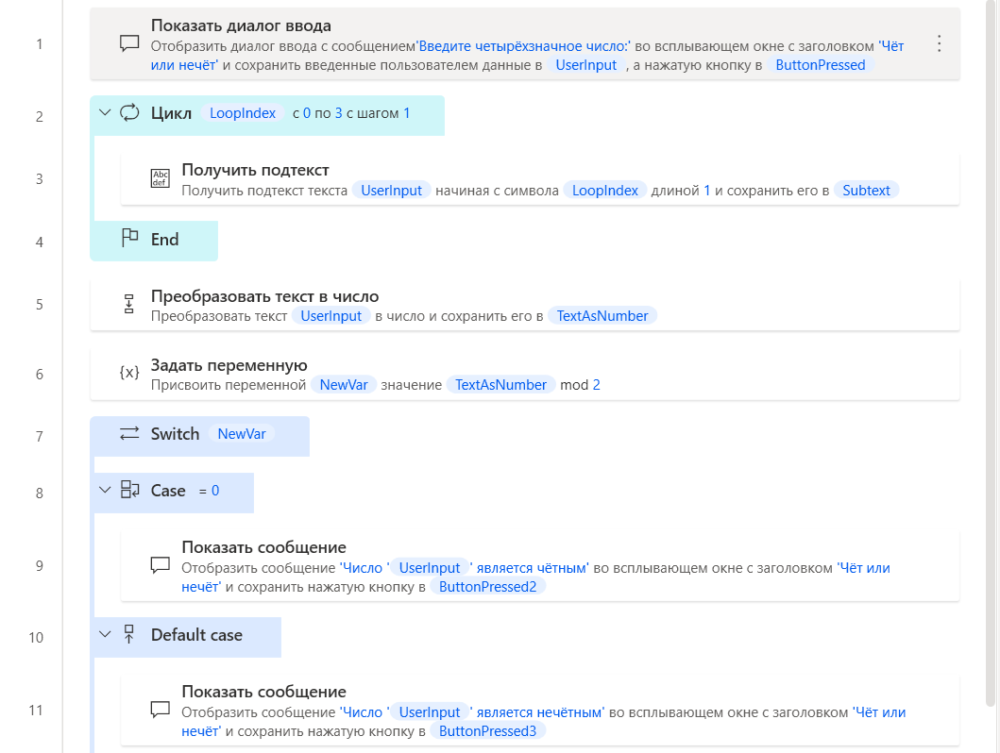 1
Показать диалог ввода
Отобразить диалог ввода с сообщением'Введите четырёхзначное число:' во всплывающем окне с заголовком 'Чёт
или нечёт' и сохранить введенные пользователем данные в UserInput , а нажатую кнопку в ButtonPressed
2
Цикл LoopIndex с 0 по 3 с шагом 1
3
Abc
def
Получить подтекст
Получить подтекст текста UserInput начиная с символа LoopIndex длиной 1 и сохранить его в Subtext
4
End
5
Преобразовать текст в число
Преобразовать текст UserInput в число и сохранить его в TextAsNumber
6
{x}
Задать переменную
Присвоить переменной NewVar значение TextAsNumber mod 2
7
Switch NewVar
8
Case = 0
9
Показать сообщение
Отобразить сообщение 'Число ' UserInput ' является чётным' во всплывающем окне с заголовком 'Чёт или
нечёт' и сохранить нажатую кнопку в ButtonPressed2
10
Default case
11
Показать сообщение
Отобразить сообщение 'Число ' UserInput ' является нечётным' во всплывающем окне с заголовком 'Чёт или
нечёт' и сохранить нажатую кнопку в ButtonPressed3